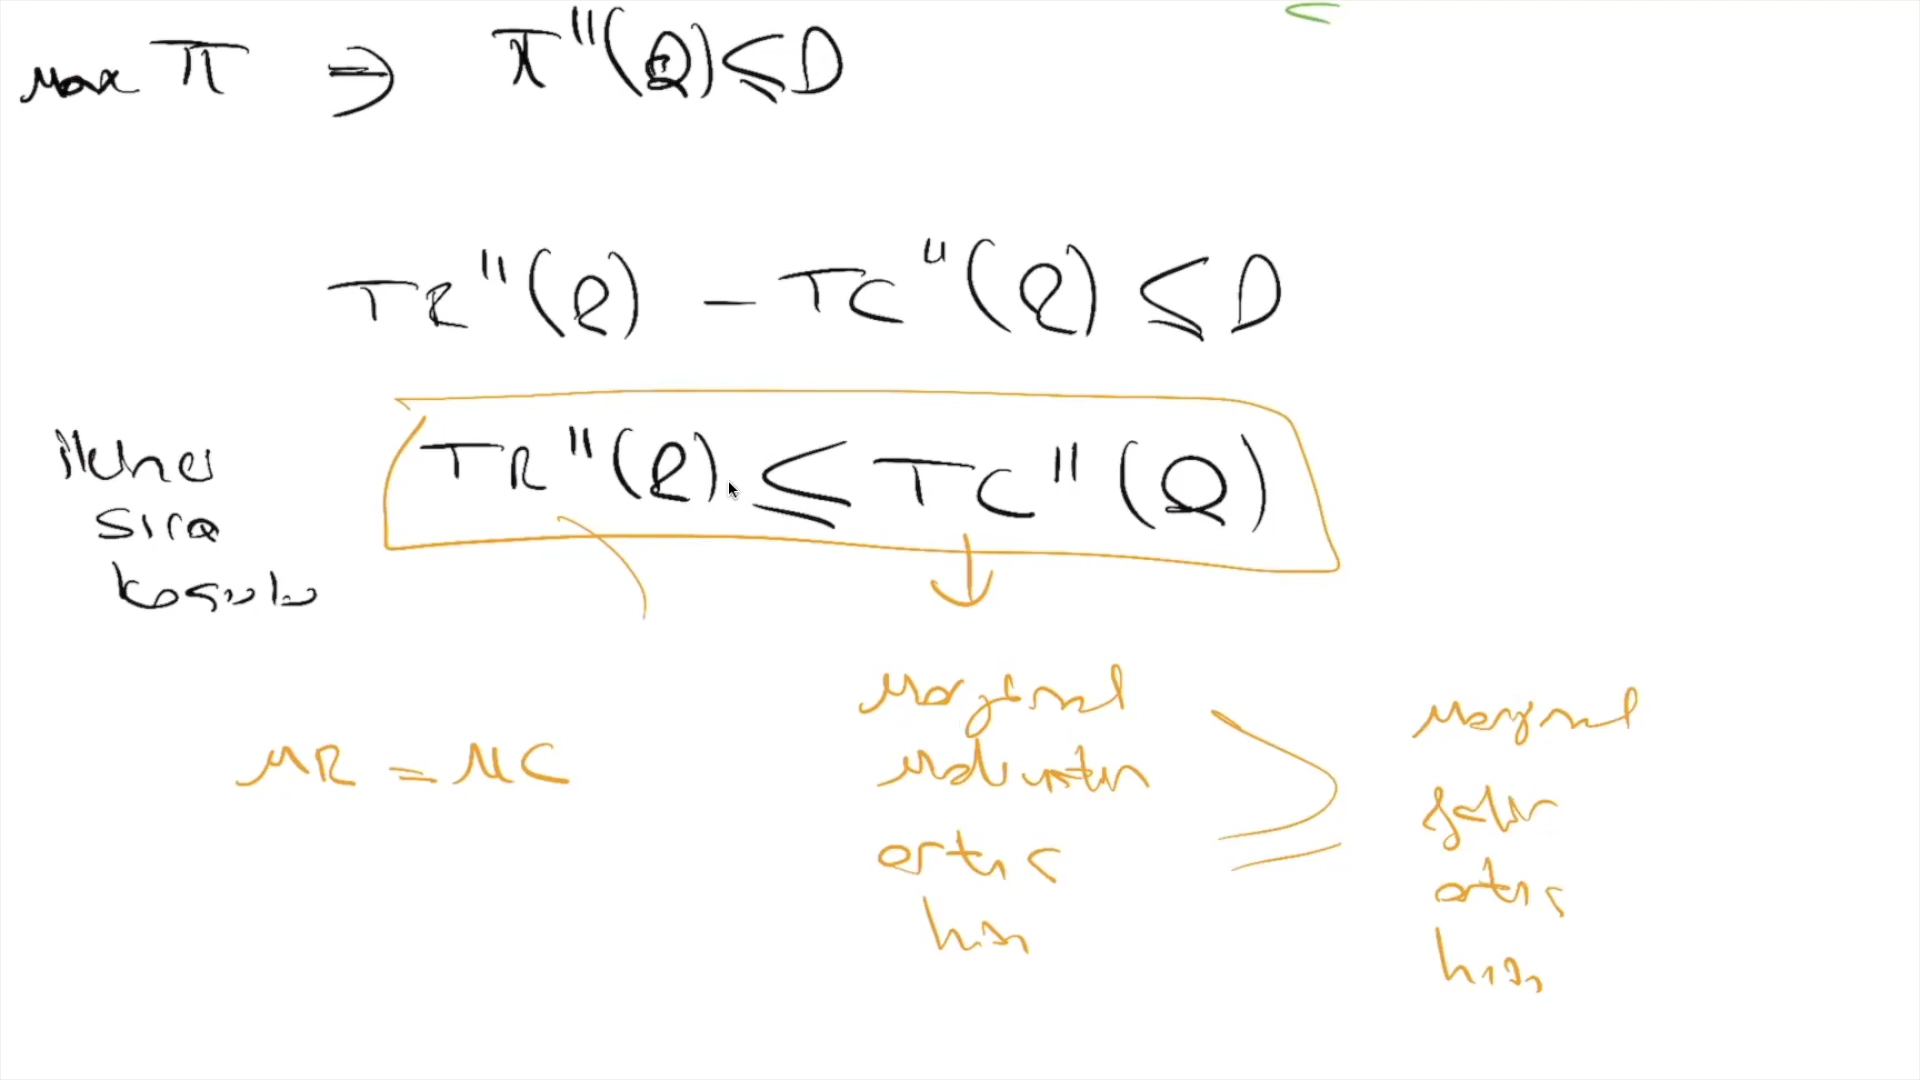 Max π ⇒ π''(Q) ≤ 0
TR''(Q) - TC''(Q) ≤ 0
ikinci
sıra
koşulu
TR''(Q) ≤ TC''(Q)
MR = MC
Marjinal
Maliyetin
artış
hızı
≥
Marjinal
gelir
artış
hızı